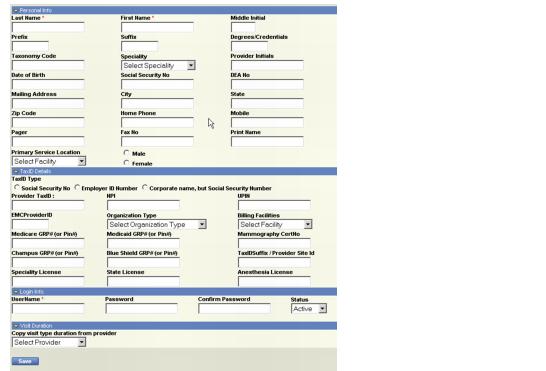 Personal Info
Last Name * First Name * Middle Initial
Prefix Suffix Degrees/Credentials
Taxonomy Code Speciality Provider Initials
Select Speciality
Date of Birth Social Security No DEA No
Mailing Address City State
Zip Code Home Phone Mobile
Pager Fax No Print Name
Primary Service Location Male
Select Facility Female
TaxID Details
TaxID Type
Social Security No Employer ID Number Corporate name, but Social Security Number
Provider TaxID : NPI UPIN
EMCProviderID Organization Type Billing Facilities
Select Organization Type Select Facility
Medicare GRP# (or Pin#) Medicaid GRP# (or Pin#) Mammography CertNo
Champus GRP# (or Pin#) Blue Shield GRP# (or Pin#) TaxIDSuffix / Provider Site Id
Speciality License State License Anesthesia License
Login Info
UserName * Password Confirm Password Status
Active
Visit Duration
Copy visit type duration from provider
Select Provider
Save